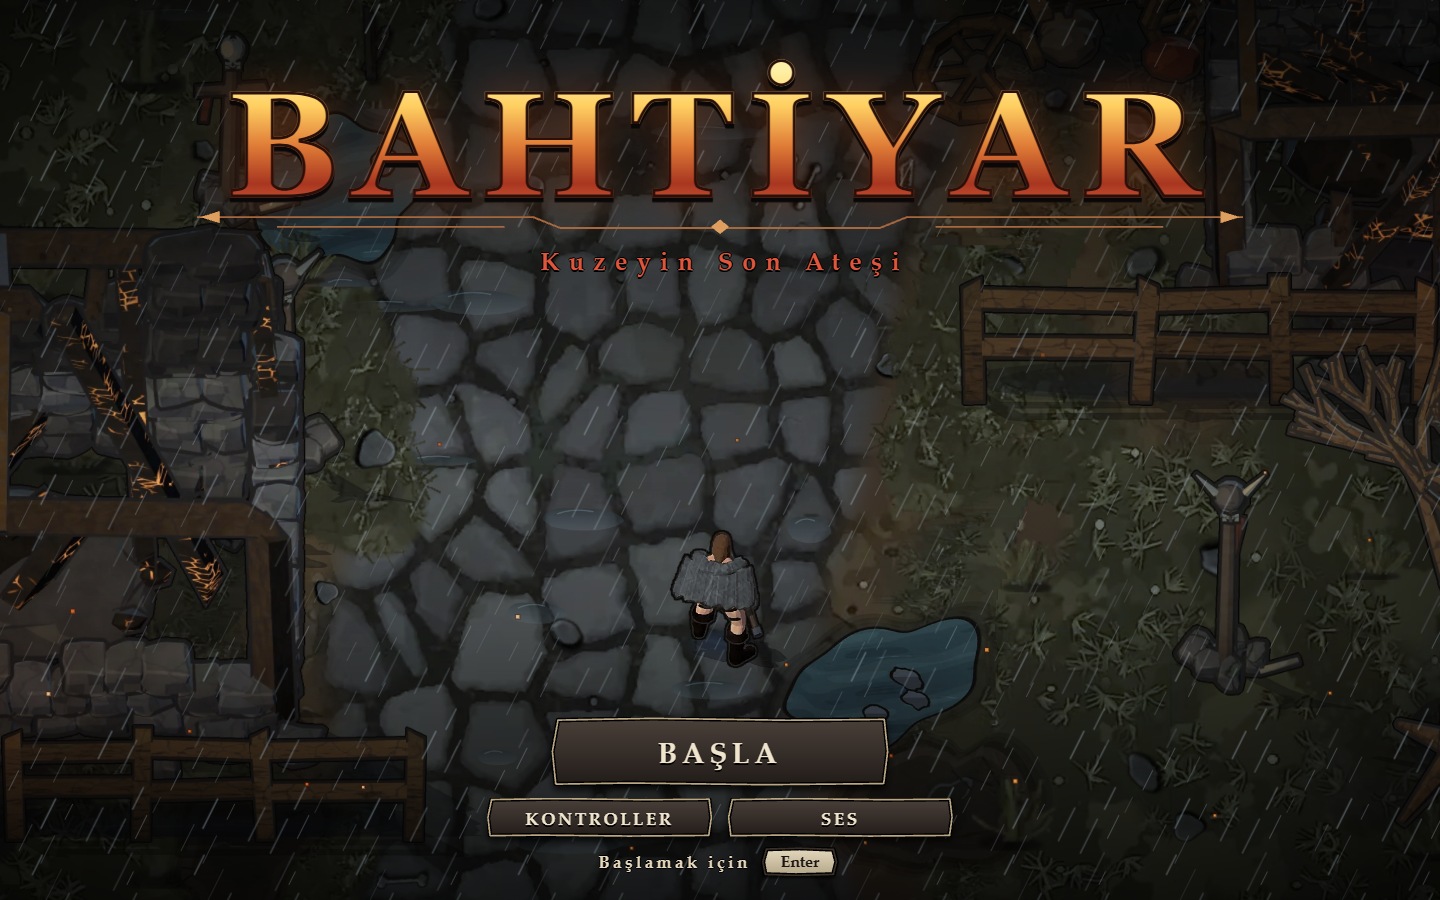 BAHTİYAR
Kuzeyin Son Ateşi
BAŞLA
KONTROLLER SES
Başlamak için Enter